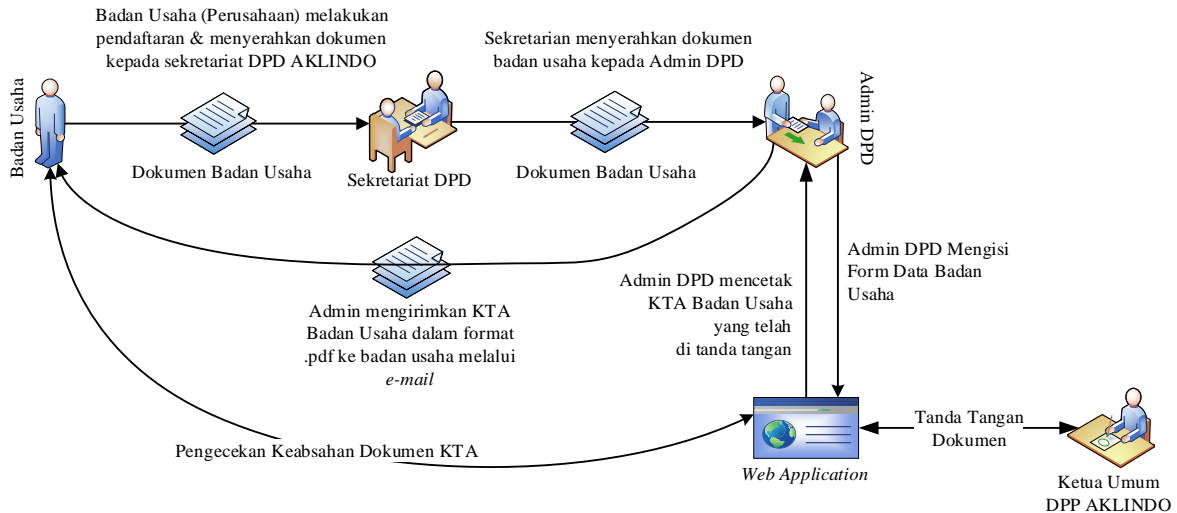 Badan Usaha (Perusahaan) melakukan
pendaftaran & menyerahkan dokumen
kepada sekretariat DPD AKLINDO
Sekretarian menyerahkan dokumen
badan usaha kepada Admin DPD
Badan Usaha
Dokumen Badan Usaha
Sekretariat DPD
Dokumen Badan Usaha
Admin DPD
Admin mengirimkan KTA
Badan Usaha dalam format
.pdf ke badan usaha melalui
e-mail
Admin DPD mencetak
KTA Badan Usaha
yang telah
di tanda tangan
Admin DPD Mengisi
Form Data Badan
Usaha
Pengecekan Keabsahan Dokumen KTA
Web Application
Tanda Tangan
Dokumen
Ketua Umum
DPP AKLINDO